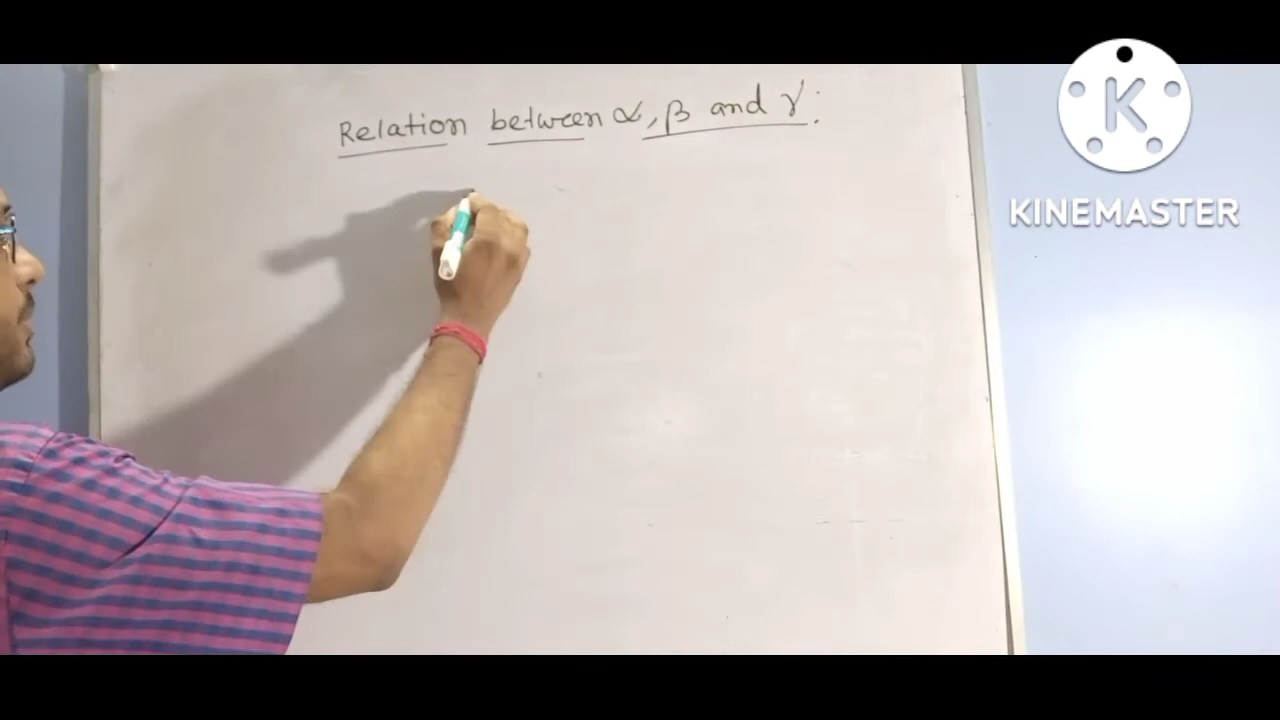 Relation between α, β and γ:
K
KINEMASTER